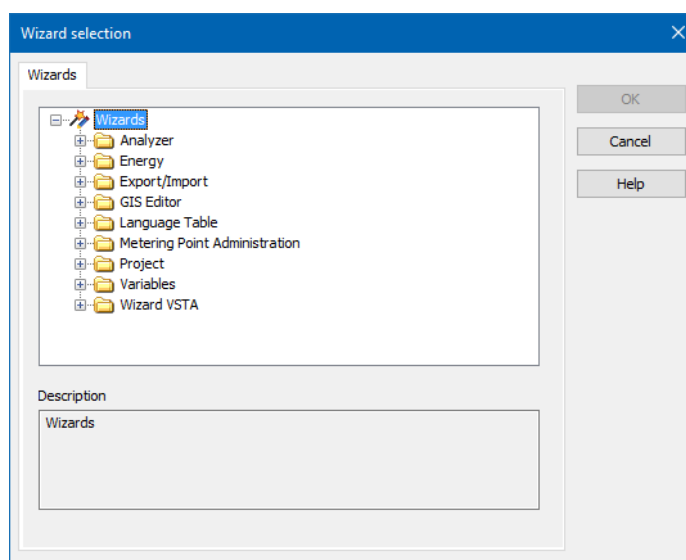 Wizard selection
Wizards
Wizards
Analyzer
Energy
Export/Import
GIS Editor
Language Table
Metering Point Administration
Project
Variables
Wizard VSTA
Description
Wizards
OK
Cancel
Help